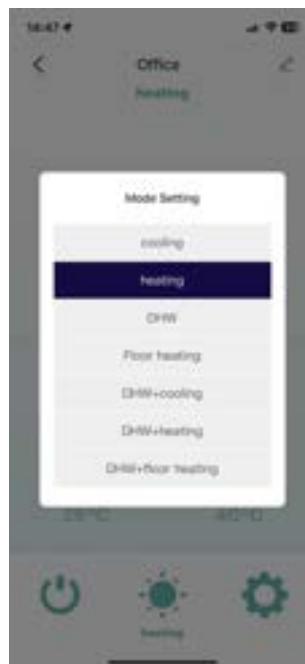 14:47
Office
heating
Mode Setting
cooling
heating
DHW
Floor heating
DHW+cooling
DHW+heating
DHW+floor heating
heating